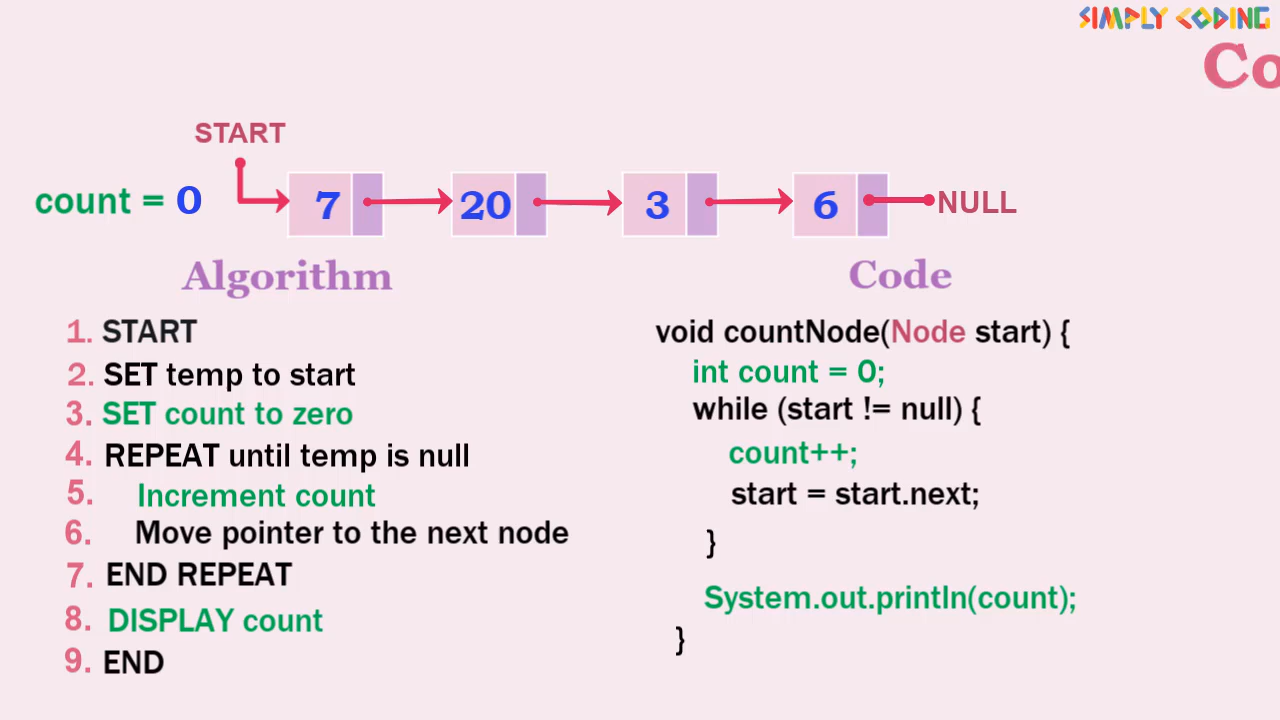 SIMPLY CODING
Co
START
count = 0
7
20
3
6
NULL
Algorithm
1. START
2. SET temp to start
3. SET count to zero
4. REPEAT until temp is null
5. Increment count
6. Move pointer to the next node
7. END REPEAT
8. DISPLAY count
9. END
Code
void countNode(Node start) {
int count = 0;
while (start != null) {
count++;
start = start.next;
}
System.out.println(count);
}